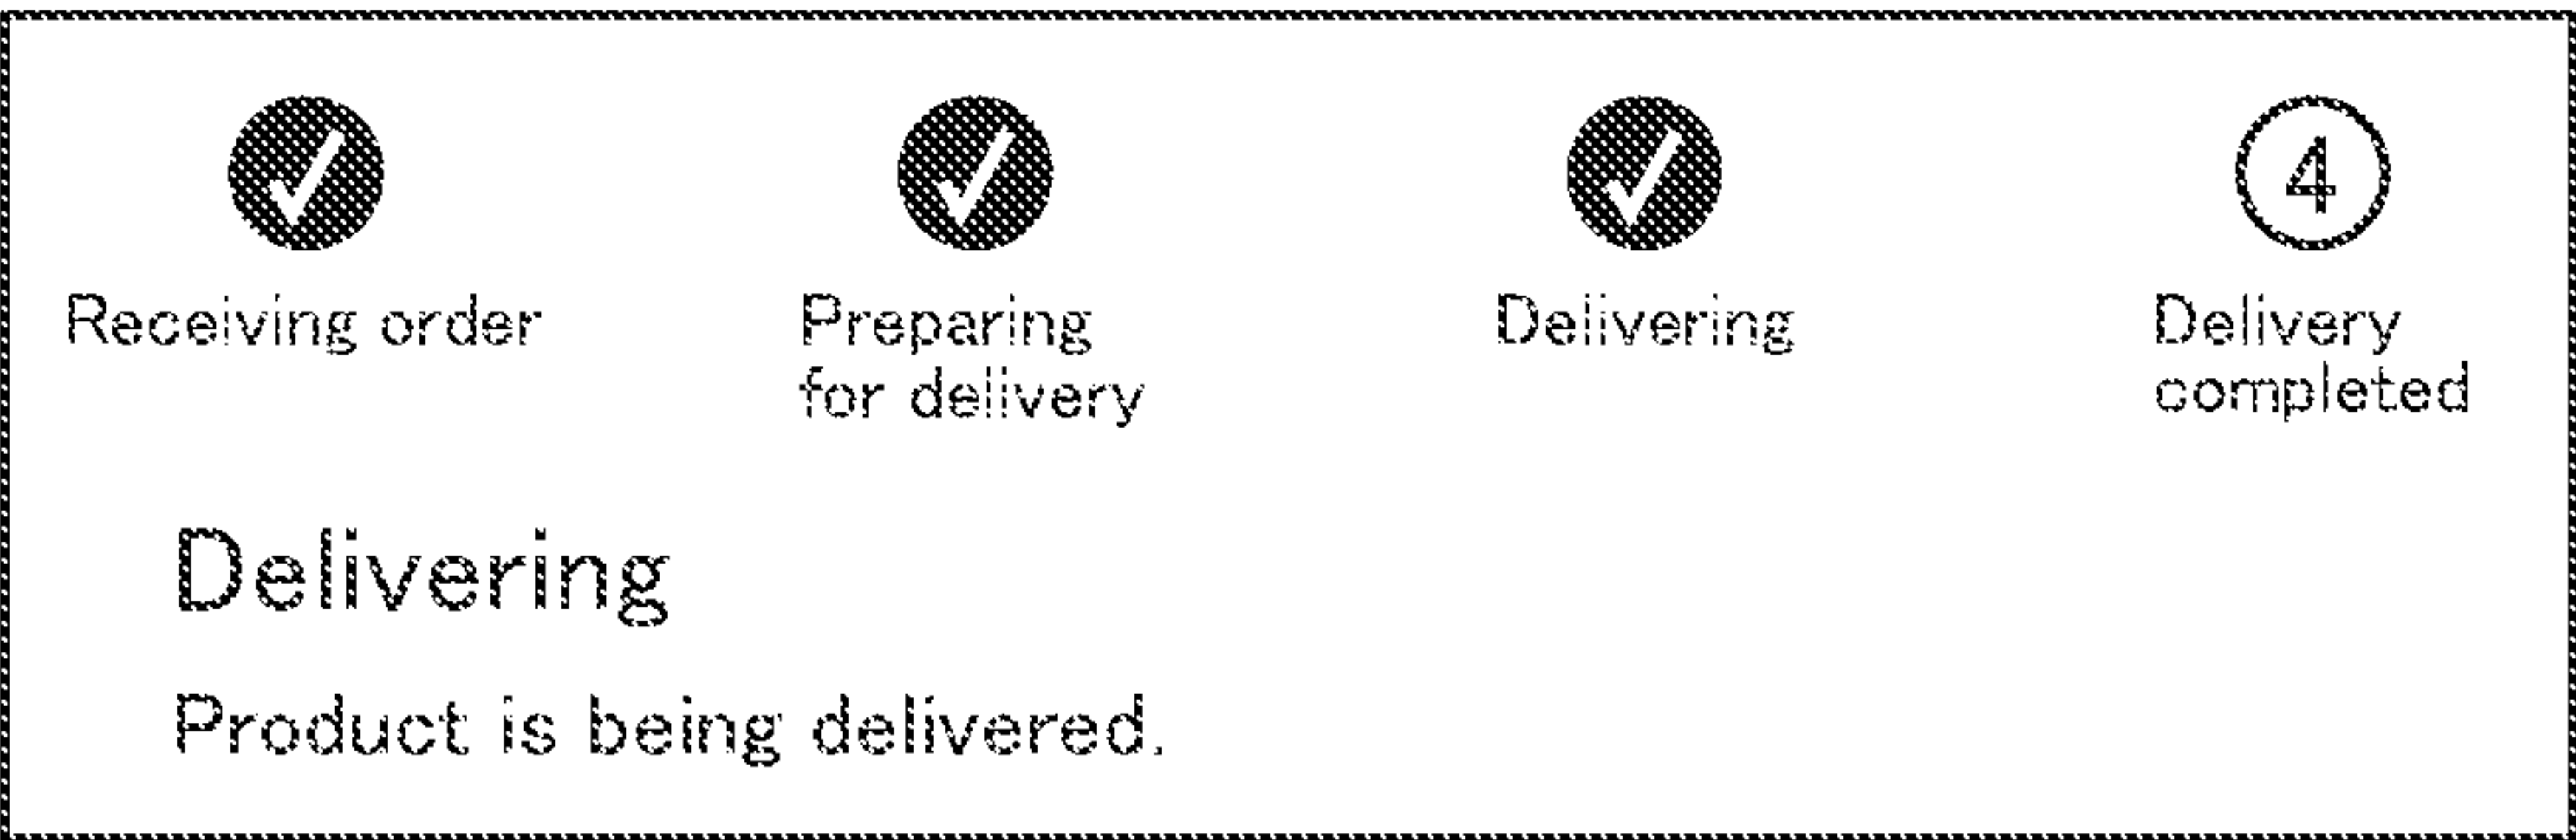 4
Receiving order
Preparing
for delivery
Delivering
Delivery
completed
Delivering
Product is being delivered.